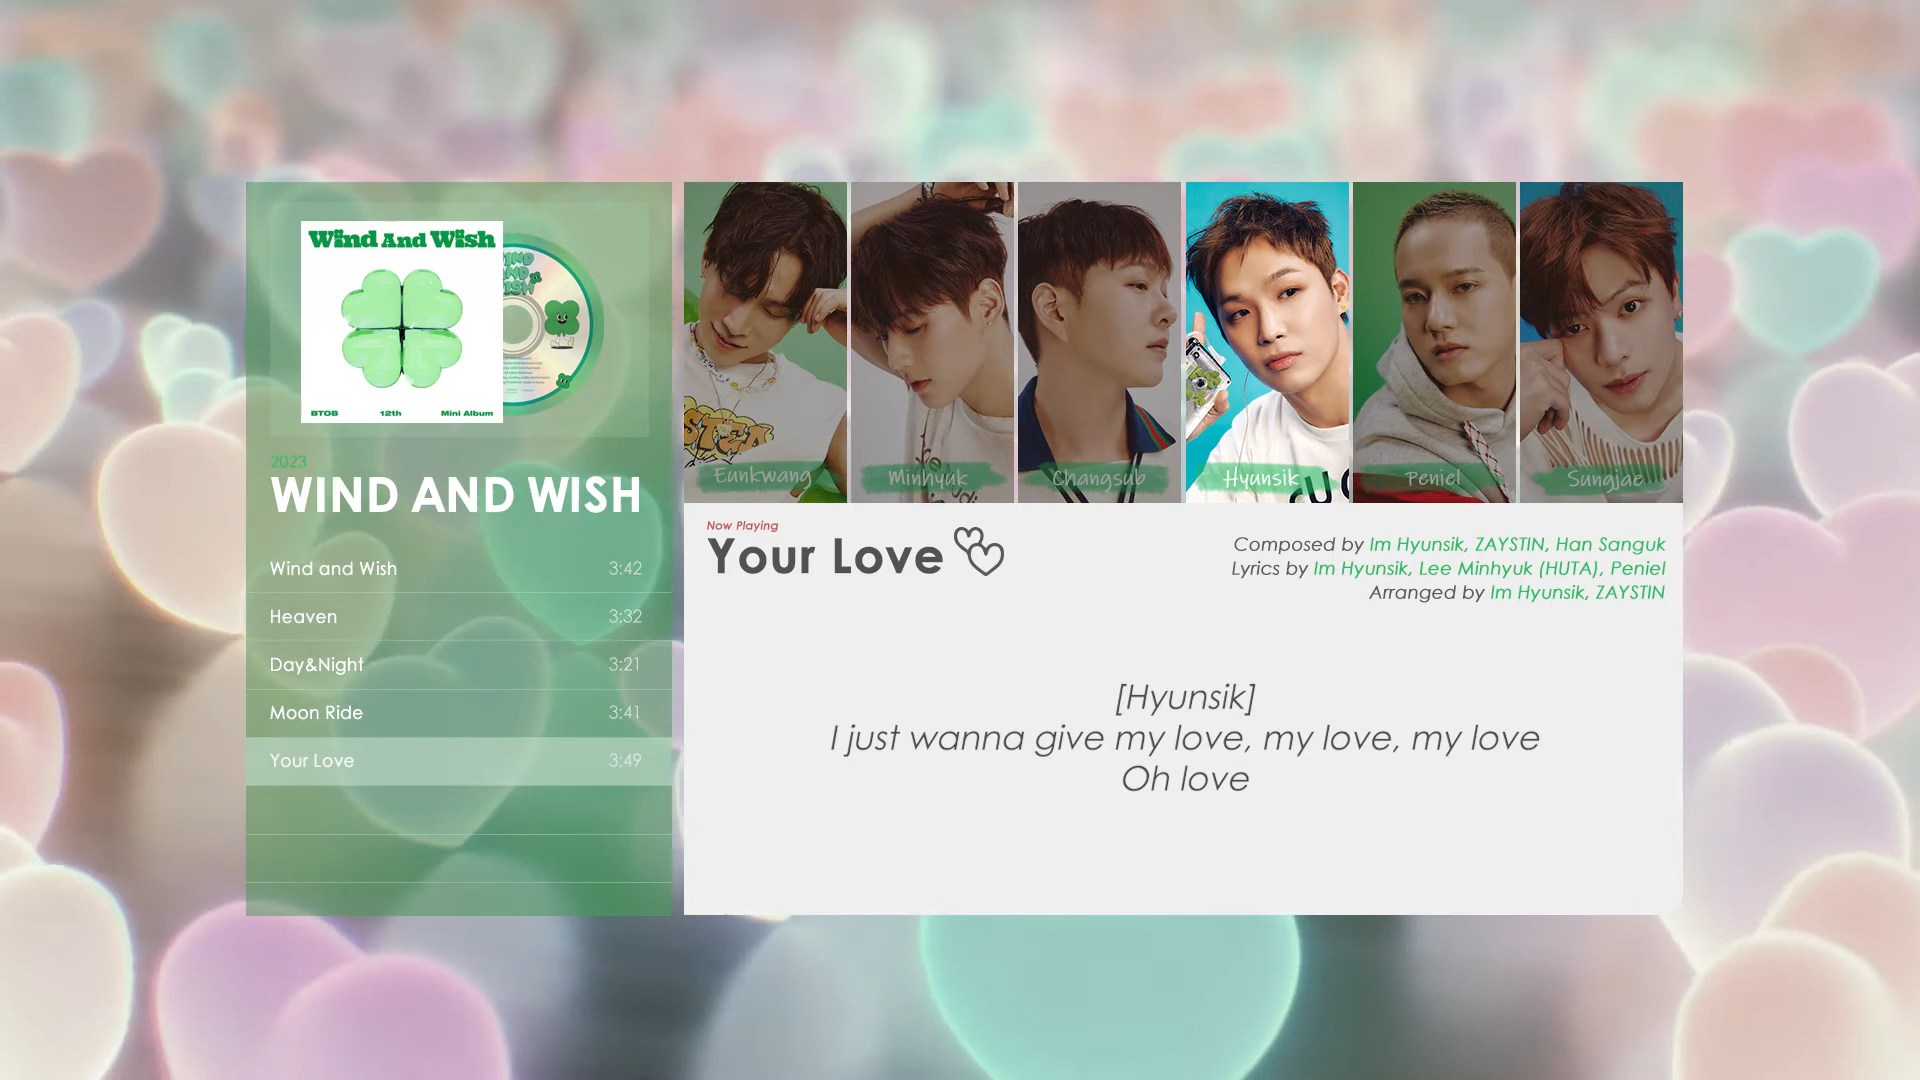 Wind And Wish
BTOB 12th Mini Album
WIND
AND
WISH
2023
WIND AND WISH
Wind and Wish 3:42
Heaven 3:32
Day&Night 3:21
Moon Ride 3:41
Your Love 3:49
Eunkwang
Minhyuk
Changsub
Hyunsik
Peniel
Sungjae
Now Playing
Your Love
Composed by Im Hyunsik, ZAYSTIN, Han Sanguk
Lyrics by Im Hyunsik, Lee Minhyuk (HUTA), Peniel
Arranged by Im Hyunsik, ZAYSTIN
[Hyunsik]
I just wanna give my love, my love, my love
Oh love